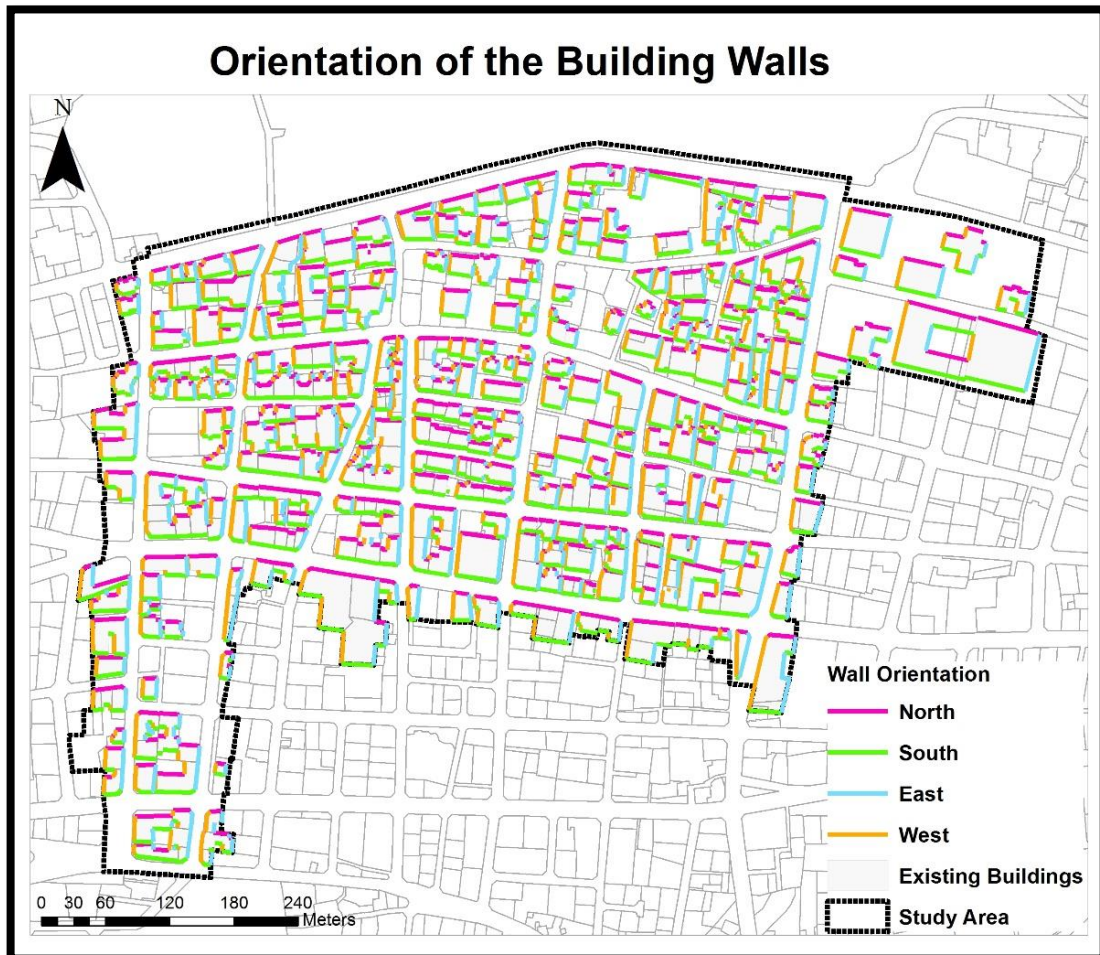 Orientation of the Building Walls
N
Wall Orientation
North
South
East
West
Existing Buildings
Study Area
0 30 60 120 180 240
Meters